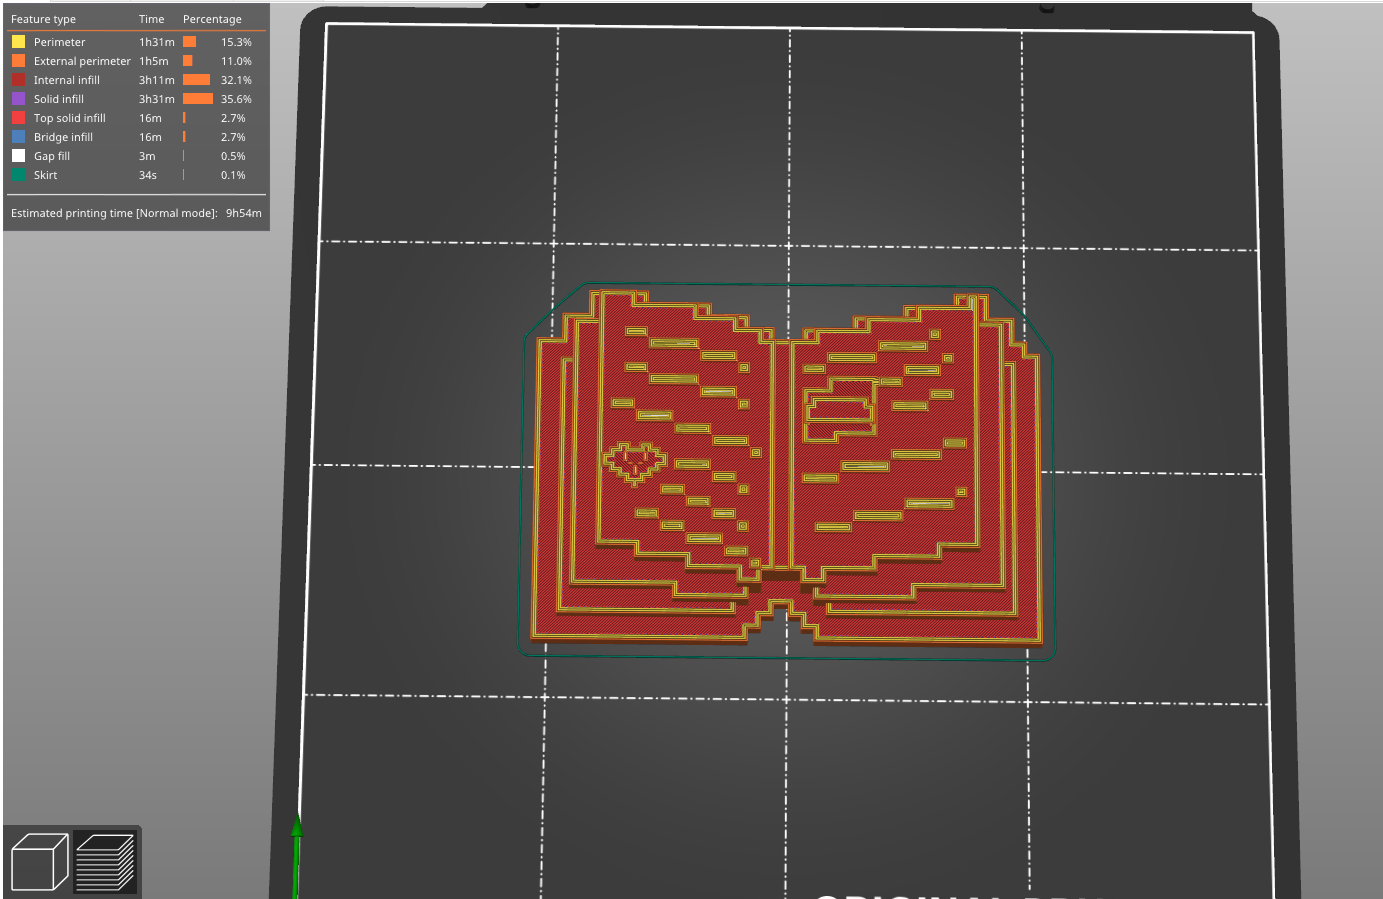 Feature type Time Percentage
Perimeter 1h31m 15.3%
External perimeter 1h5m 11.0%
Internal infill 3h11m 32.1%
Solid infill 3h31m 35.6%
Top solid infill 16m 2.7%
Bridge infill 16m 2.7%
Gap fill 3m 0.5%
Skirt 34s 0.1%
Estimated printing time [Normal mode]: 9h54m
ORIGINAL